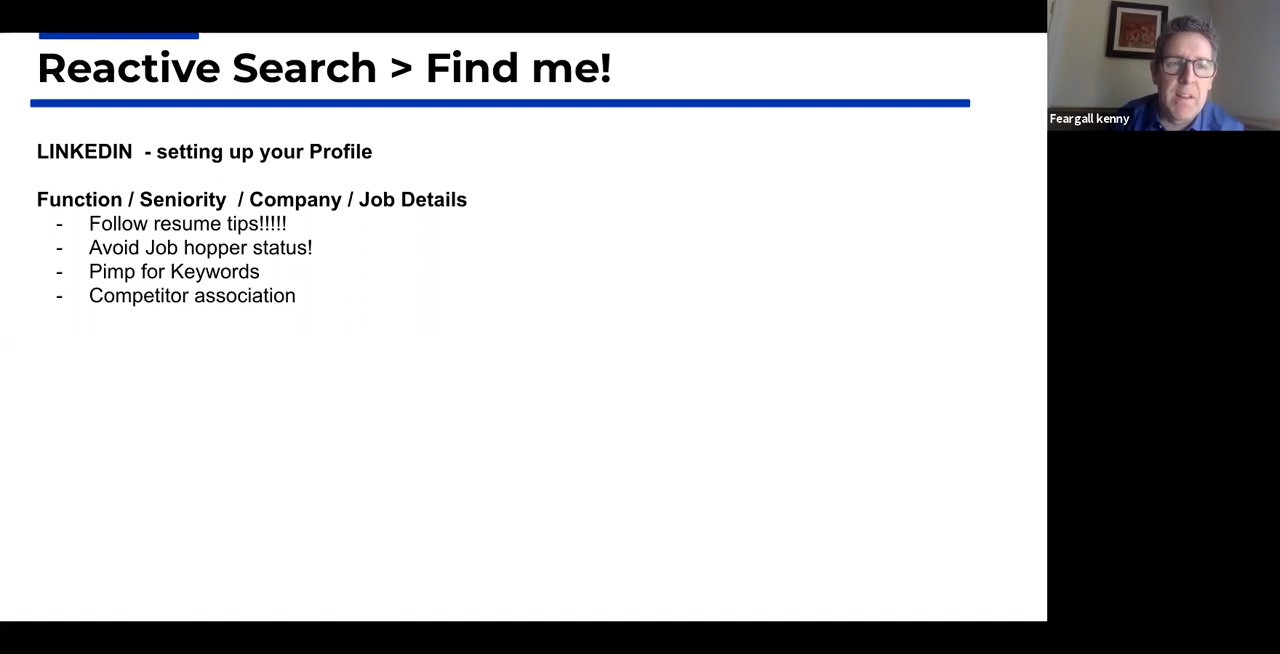 Reactive Search > Find me!
LINKEDIN - setting up your Profile
Function / Seniority / Company / Job Details
- Follow resume tips!!!!!
- Avoid Job hopper status!
- Pimp for Keywords
- Competitor association
Feargall kenny